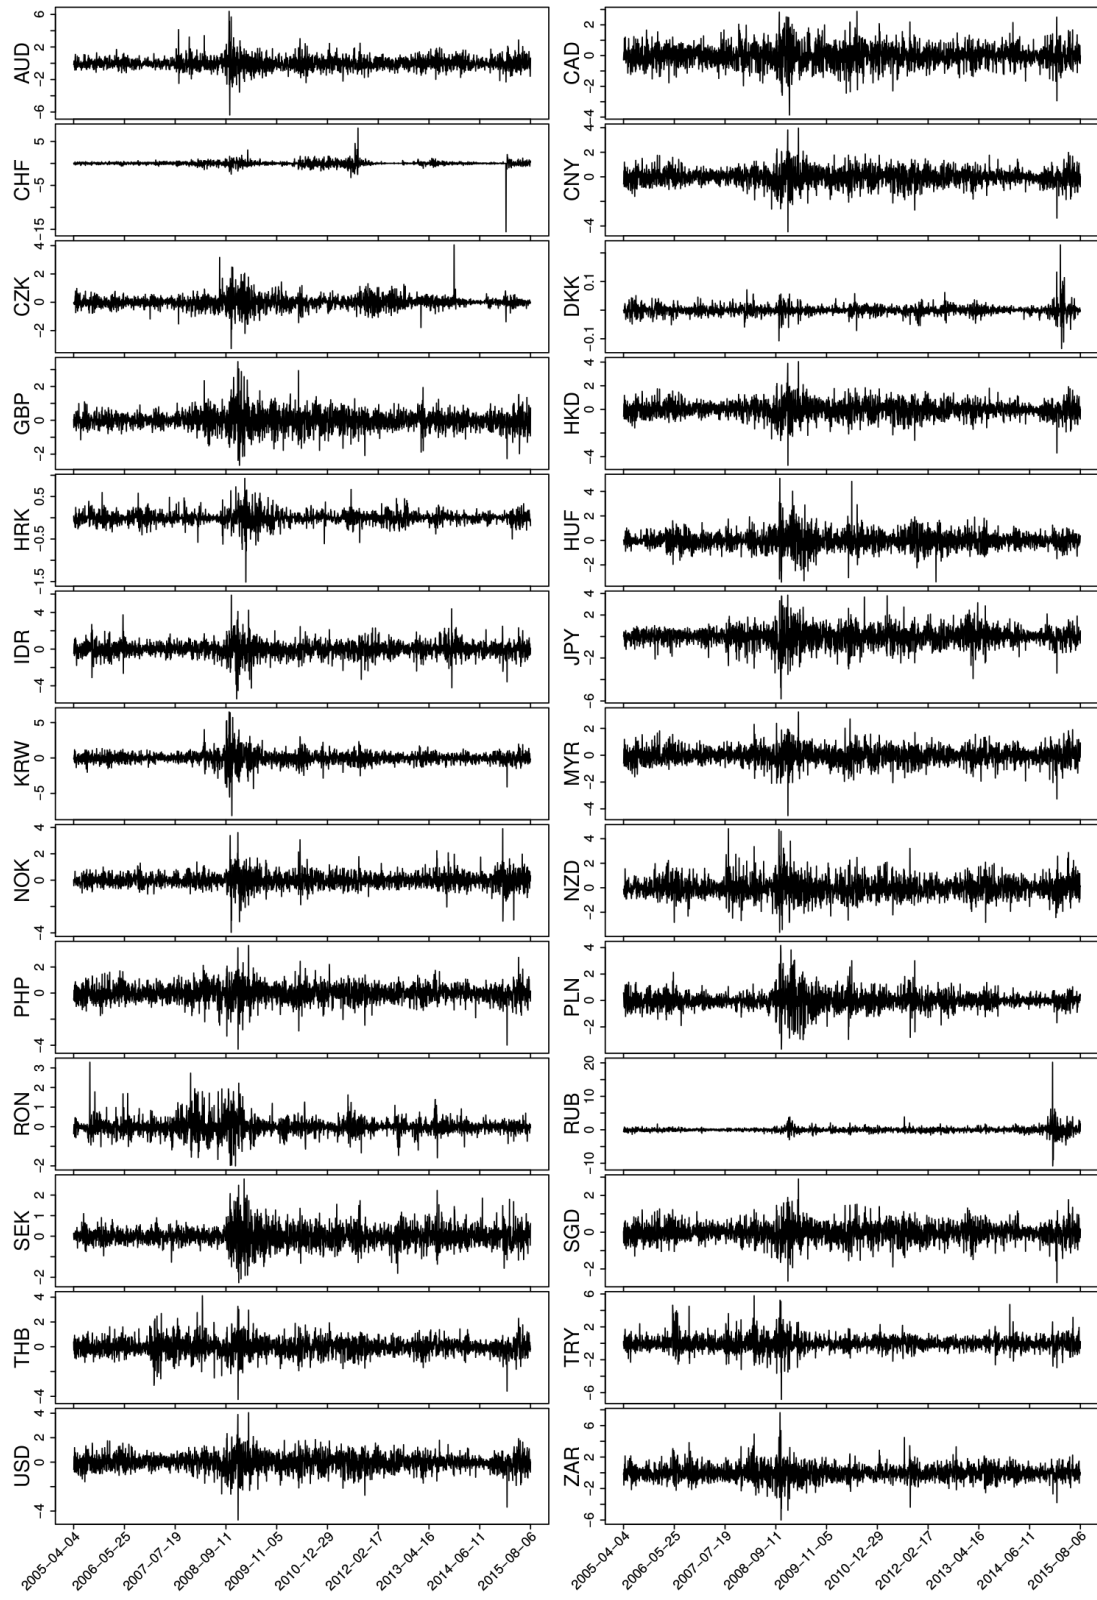 AUD
−6 −2 2 6
CAD
−4 −2 0 2
CHF
−15 −5 5
CNY
−4 0 2 4
CZK
−2 0 2 4
DKK
−0.1 0.1
GBP
−2 0 2
HKD
−4 0 2 4
HRK
−1.5 −0.5 0.5
HUF
−2 0 2 4
IDR
−4 0 4
JPY
−6 −2 0 2 4
KRW
−5 0 5
MYR
−4 −2 0 2
NOK
−4 0 2 4
NZD
−2 0 2 4
PHP
−4 0 2
PLN
−2 0 2 4
RON
−2 0 1 2 3
RUB
−10 0 10 20
SEK
−2 0 1 2
SGD
−2 0 2
THB
−4 0 2 4
TRY
−6 −2 2 6
USD
−4 0 2 4
ZAR
−6 −2 2 6
2005−04−04
2006−05−25
2007−07−19
2008−09−11
2009−11−05
2010−12−29
2012−02−17
2013−04−16
2014−06−11
2015−08−06
2005−04−04
2006−05−25
2007−07−19
2008−09−11
2009−11−05
2010−12−29
2012−02−17
2013−04−16
2014−06−11
2015−08−06